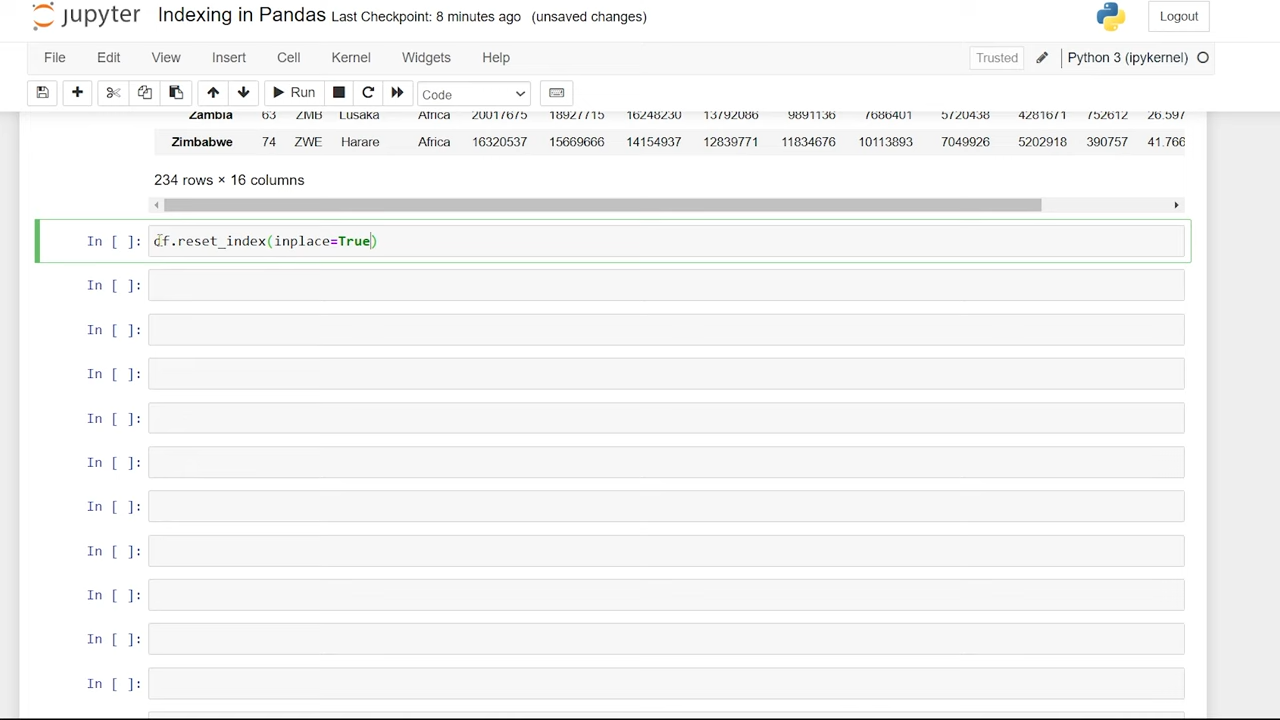 jupyter Indexing in Pandas Last Checkpoint: 8 minutes ago (unsaved changes) Logout
File Edit View Insert Cell Kernel Widgets Help Trusted Python 3 (ipykernel)
Run Code
Zambia 63 ZMB Lusaka Africa 20017675 18927715 16248230 13792086 9891136 7686401 5720438 4281671 752612 26.597
Zimbabwe 74 ZWE Harare Africa 16320537 15669666 14154937 12839771 11834676 10113893 7049926 5202918 390757 41.766
234 rows × 16 columns
In [ ]: df.reset_index(inplace=True)
In [ ]:
In [ ]:
In [ ]:
In [ ]:
In [ ]:
In [ ]:
In [ ]:
In [ ]:
In [ ]:
In [ ]: